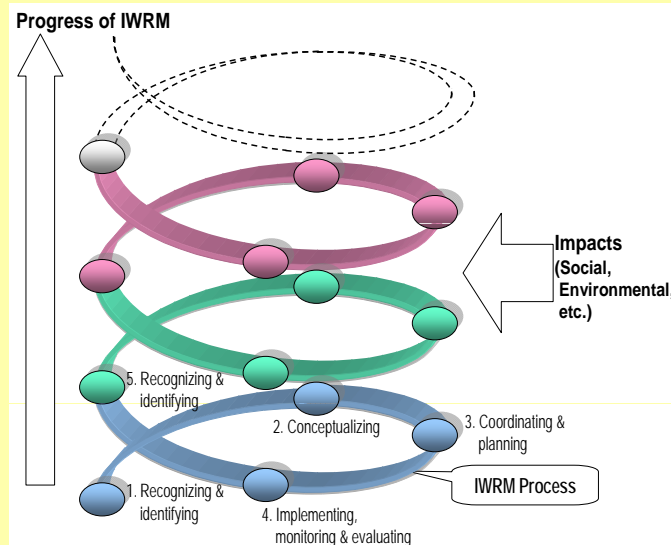 Progress of IWRM
Impacts
(Social,
Environmental,
etc.)
5. Recognizing &
identifying
2. Conceptualizing
3. Coordinating &
planning
1. Recognizing &
identifying
IWRM Process
4. Implementing,
monitoring & evaluating